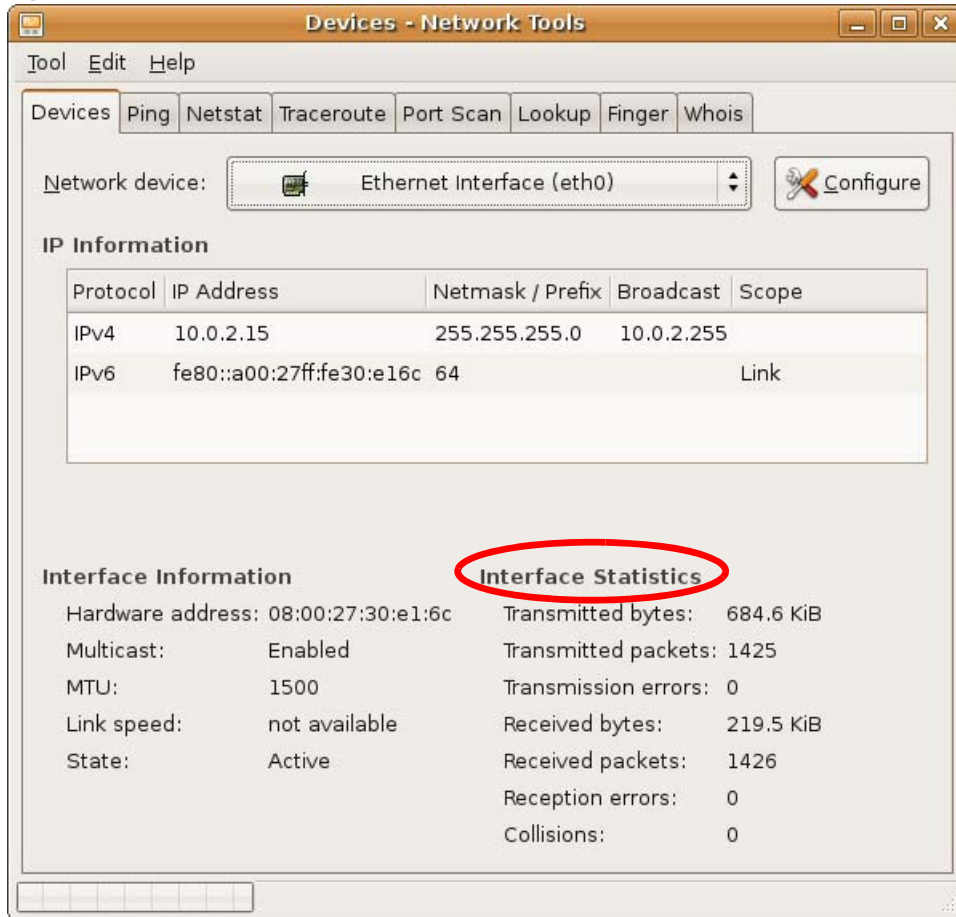 Devices - Network Tools
Tool Edit Help
Devices Ping Netstat Traceroute Port Scan Lookup Finger Whois
Network device: Ethernet Interface (eth0) Configure
IP Information
Protocol IP Address Netmask / Prefix Broadcast Scope
IPv4 10.0.2.15 255.255.255.0 10.0.2.255
IPv6 fe80::a00:27ff:fe30:e16c 64 Link
Interface Information
Hardware address: 08:00:27:30:e1:6c
Multicast: Enabled
MTU: 1500
Link speed: not available
State: Active
Interface Statistics
Transmitted bytes: 684.6 KiB
Transmitted packets: 1425
Transmission errors: 0
Received bytes: 219.5 KiB
Received packets: 1426
Reception errors: 0
Collisions: 0